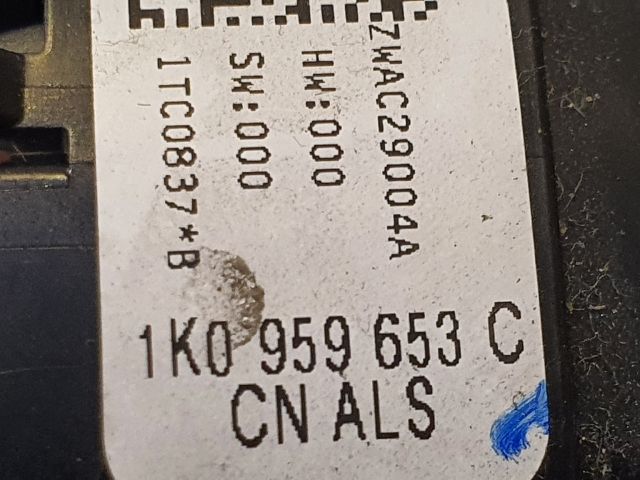 ZWAC29004A
HW:000
SW:000
1TC0837*B
1K0 959 653 C
CN ALS